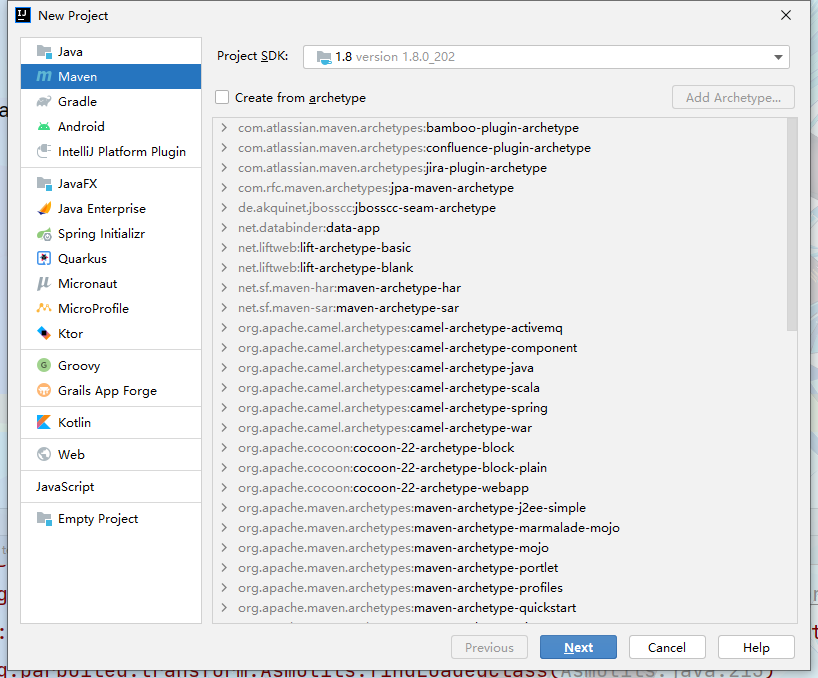 New Project
Java
Maven
Gradle
Android
IntelliJ Platform Plugin
JavaFX
Java Enterprise
Spring Initializr
Quarkus
Micronaut
MicroProfile
Ktor
Groovy
Grails App Forge
Kotlin
Web
JavaScript
Empty Project
Project SDK:
1.8 version 1.8.0_202
Create from archetype
Add Archetype...
com.atlassian.maven.archetypes:bamboo-plugin-archetype
com.atlassian.maven.archetypes:confluence-plugin-archetype
com.atlassian.maven.archetypes:jira-plugin-archetype
com.rfc.maven.archetypes:jpa-maven-archetype
de.akquinet.jbosscc:jbosscc-seam-archetype
net.databinder:data-app
net.liftweb:lift-archetype-basic
net.liftweb:lift-archetype-blank
net.sf.maven-har:maven-archetype-har
net.sf.maven-sar:maven-archetype-sar
org.apache.camel.archetypes:camel-archetype-activemq
org.apache.camel.archetypes:camel-archetype-component
org.apache.camel.archetypes:camel-archetype-java
org.apache.camel.archetypes:camel-archetype-scala
org.apache.camel.archetypes:camel-archetype-spring
org.apache.camel.archetypes:camel-archetype-war
org.apache.cocoon:cocoon-22-archetype-block
org.apache.cocoon:cocoon-22-archetype-block-plain
org.apache.cocoon:cocoon-22-archetype-webapp
org.apache.maven.archetypes:maven-archetype-j2ee-simple
org.apache.maven.archetypes:maven-archetype-marmalade-mojo
org.apache.maven.archetypes:maven-archetype-mojo
org.apache.maven.archetypes:maven-archetype-portlet
org.apache.maven.archetypes:maven-archetype-profiles
org.apache.maven.archetypes:maven-archetype-quickstart
Previous
Next
Cancel
Help
g.parboiled.transform.AsmUtils.findLoadedClass(AsmUtils.java:213)